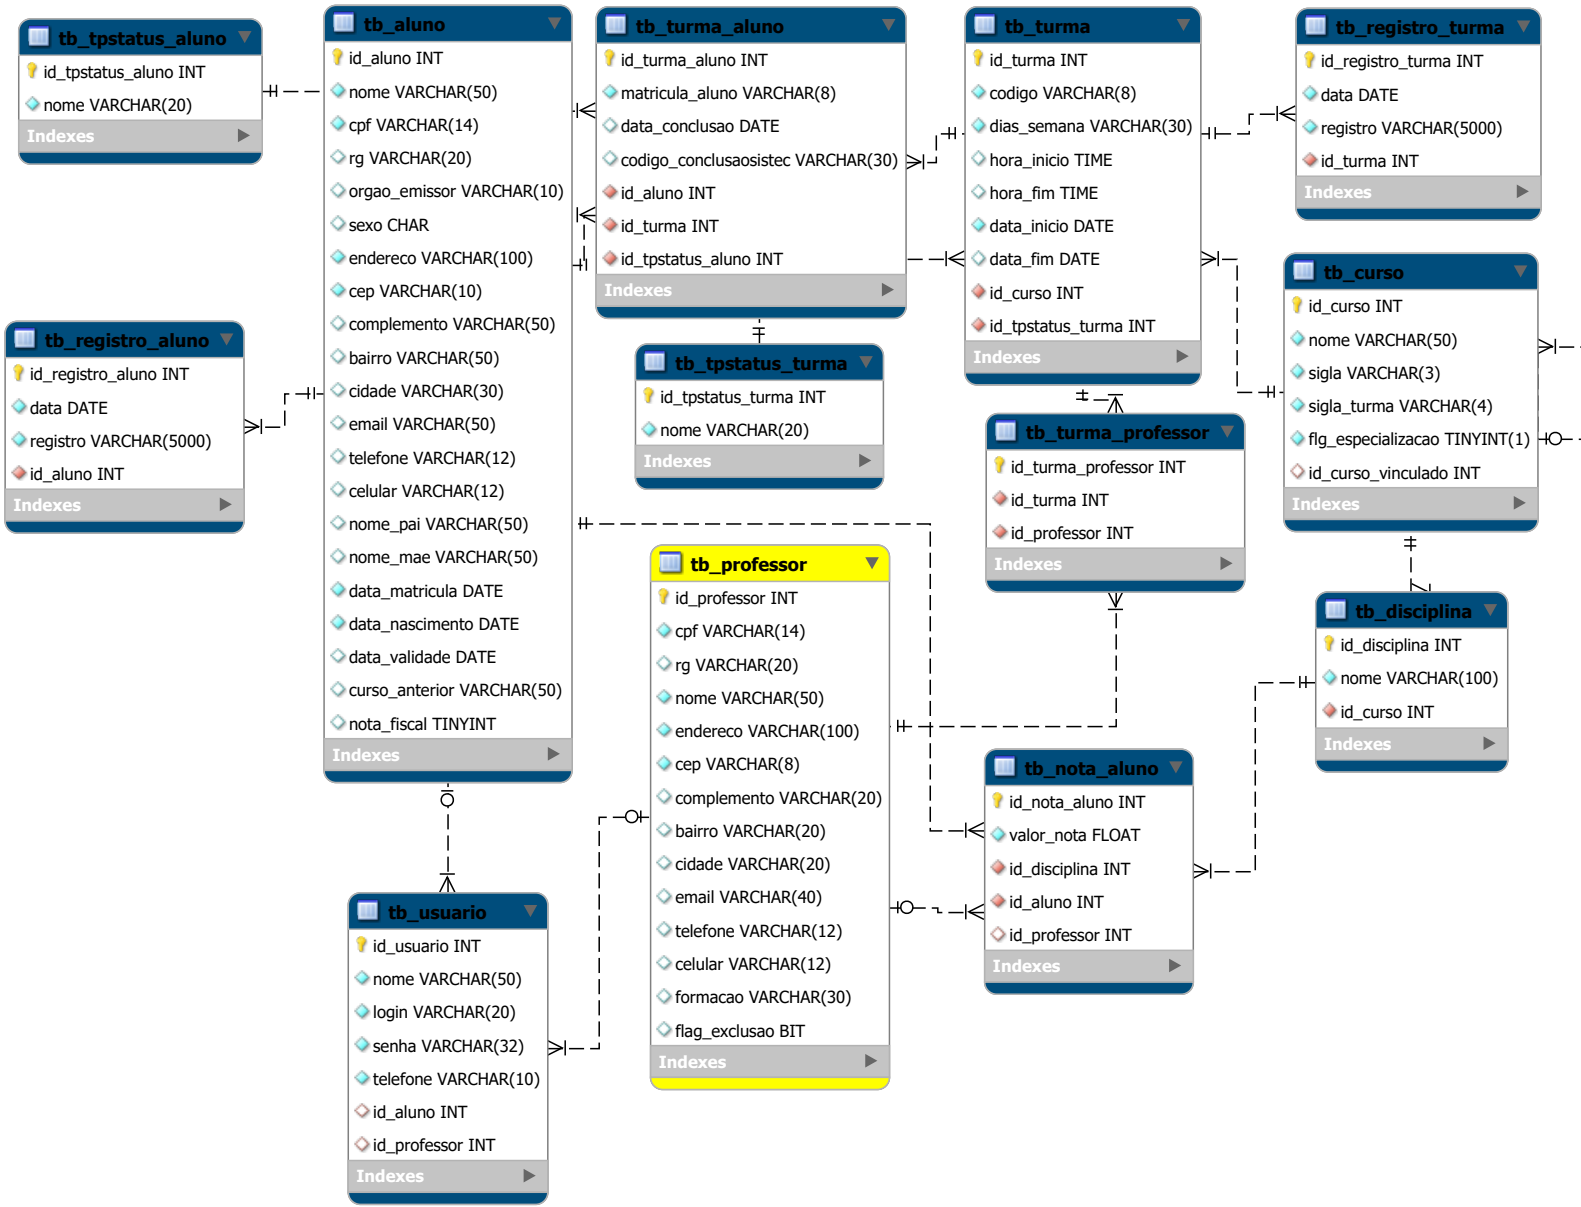 tb_tpstatus_aluno
id_tpstatus_aluno INT
nome VARCHAR(20)
Indexes
tb_aluno
id_aluno INT
nome VARCHAR(50)
cpf VARCHAR(14)
rg VARCHAR(20)
orgao_emissor VARCHAR(10)
sexo CHAR
endereco VARCHAR(100)
cep VARCHAR(10)
complemento VARCHAR(50)
bairro VARCHAR(50)
cidade VARCHAR(30)
email VARCHAR(50)
telefone VARCHAR(12)
celular VARCHAR(12)
nome_pai VARCHAR(50)
nome_mae VARCHAR(50)
data_matricula DATE
data_nascimento DATE
data_validade DATE
curso_anterior VARCHAR(50)
nota_fiscal TINYINT
Indexes
tb_turma_aluno
id_turma_aluno INT
matricula_aluno VARCHAR(8)
data_conclusao DATE
codigo_conclusaosistec VARCHAR(30)
id_aluno INT
id_turma INT
id_tpstatus_aluno INT
Indexes
tb_turma
id_turma INT
codigo VARCHAR(8)
dias_semana VARCHAR(30)
hora_inicio TIME
hora_fim TIME
data_inicio DATE
data_fim DATE
id_curso INT
id_tpstatus_turma INT
Indexes
tb_registro_turma
id_registro_turma INT
data DATE
registro VARCHAR(5000)
id_turma INT
Indexes
tb_curso
id_curso INT
nome VARCHAR(50)
sigla VARCHAR(3)
sigla_turma VARCHAR(4)
flg_especializacao TINYINT(1)
id_curso_vinculado INT
Indexes
tb_registro_aluno
id_registro_aluno INT
data DATE
registro VARCHAR(5000)
id_aluno INT
Indexes
tb_tpstatus_turma
id_tpstatus_turma INT
nome VARCHAR(20)
Indexes
tb_turma_professor
id_turma_professor INT
id_turma INT
id_professor INT
Indexes
tb_professor
id_professor INT
cpf VARCHAR(14)
rg VARCHAR(20)
nome VARCHAR(50)
endereco VARCHAR(100)
cep VARCHAR(8)
complemento VARCHAR(20)
bairro VARCHAR(20)
cidade VARCHAR(20)
email VARCHAR(40)
telefone VARCHAR(12)
celular VARCHAR(12)
formacao VARCHAR(30)
flag_exclusao BIT
Indexes
tb_disciplina
id_disciplina INT
nome VARCHAR(100)
id_curso INT
Indexes
tb_nota_aluno
id_nota_aluno INT
valor_nota FLOAT
id_disciplina INT
id_aluno INT
id_professor INT
Indexes
tb_usuario
id_usuario INT
nome VARCHAR(50)
login VARCHAR(20)
senha VARCHAR(32)
telefone VARCHAR(10)
id_aluno INT
id_professor INT
Indexes